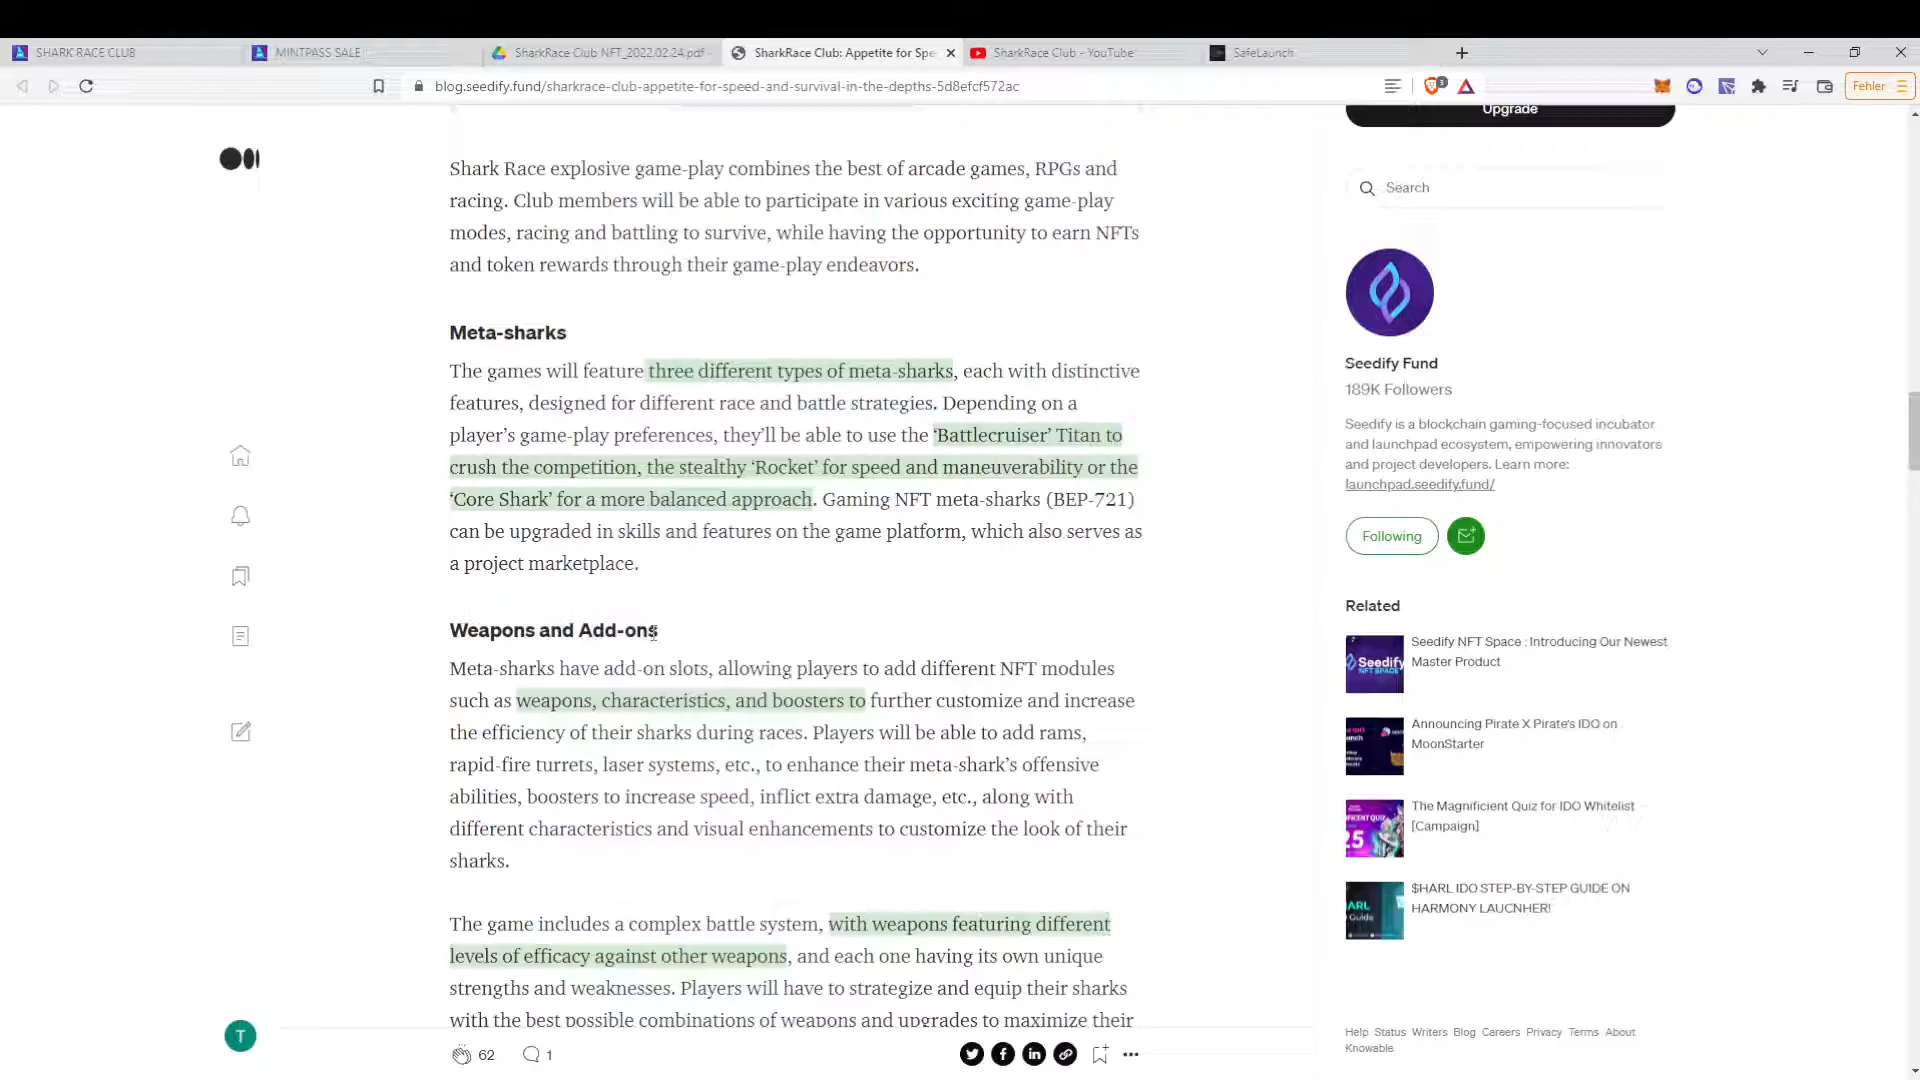 SHARK RACE CLUB
MINTPASS SALE
SharkRace Club NFT_2022.02.24.pdf -
SharkRace Club: Appetite for Spe
SharkRace Club - YouTube
SafeLaunch
blog.seedify.fund/sharkrace-club-appetite-for-speed-and-survival-in-the-depths-5d8efcf572ac
3
Fehler
Shark Race explosive game-play combines the best of arcade games, RPGs and
racing. Club members will be able to participate in various exciting game-play
modes, racing and battling to survive, while having the opportunity to earn NFTs
and token rewards through their game-play endeavors.
Meta-sharks
The games will feature three different types of meta-sharks, each with distinctive
features, designed for different race and battle strategies. Depending on a
player’s game-play preferences, they’ll be able to use the ‘Battlecruiser’ Titan to
crush the competition, the stealthy ‘Rocket’ for speed and maneuverability or the
‘Core Shark’ for a more balanced approach. Gaming NFT meta-sharks (BEP-721)
can be upgraded in skills and features on the game platform, which also serves as
a project marketplace.
Weapons and Add-ons
Meta-sharks have add-on slots, allowing players to add different NFT modules
such as weapons, characteristics, and boosters to further customize and increase
the efficiency of their sharks during races. Players will be able to add rams,
rapid-fire turrets, laser systems, etc., to enhance their meta-shark’s offensive
abilities, boosters to increase speed, inflict extra damage, etc., along with
different characteristics and visual enhancements to customize the look of their
sharks.
The game includes a complex battle system, with weapons featuring different
levels of efficacy against other weapons, and each one having its own unique
strengths and weaknesses. Players will have to strategize and equip their sharks
with the best possible combinations of weapons and upgrades to maximize their
62
1
T
Upgrade
Search
Seedify Fund
189K Followers
Seedify is a blockchain gaming-focused incubator
and launchpad ecosystem, empowering innovators
and project developers. Learn more:
launchpad.seedify.fund/
Following
Related
Seedify NFT Space : Introducing Our Newest
Master Product
Announcing Pirate X Pirate's IDO on
MoonStarter
The Magnificient Quiz for IDO Whitelist
[Campaign]
$HARL IDO STEP-BY-STEP GUIDE ON
HARMONY LAUCNHER!
Help Status Writers Blog Careers Privacy Terms About
Knowable